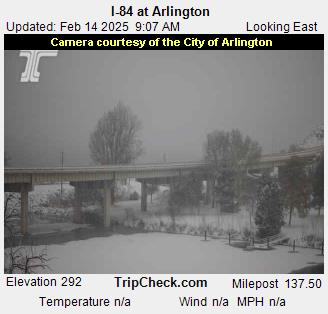 I-84 at Arlington
Updated: Feb 14 2025 9:07 AM Looking East
Camera courtesy of the City of Arlington
Elevation 292 TripCheck.com Milepost 137.50
Temperature n/a Wind n/a MPH n/a